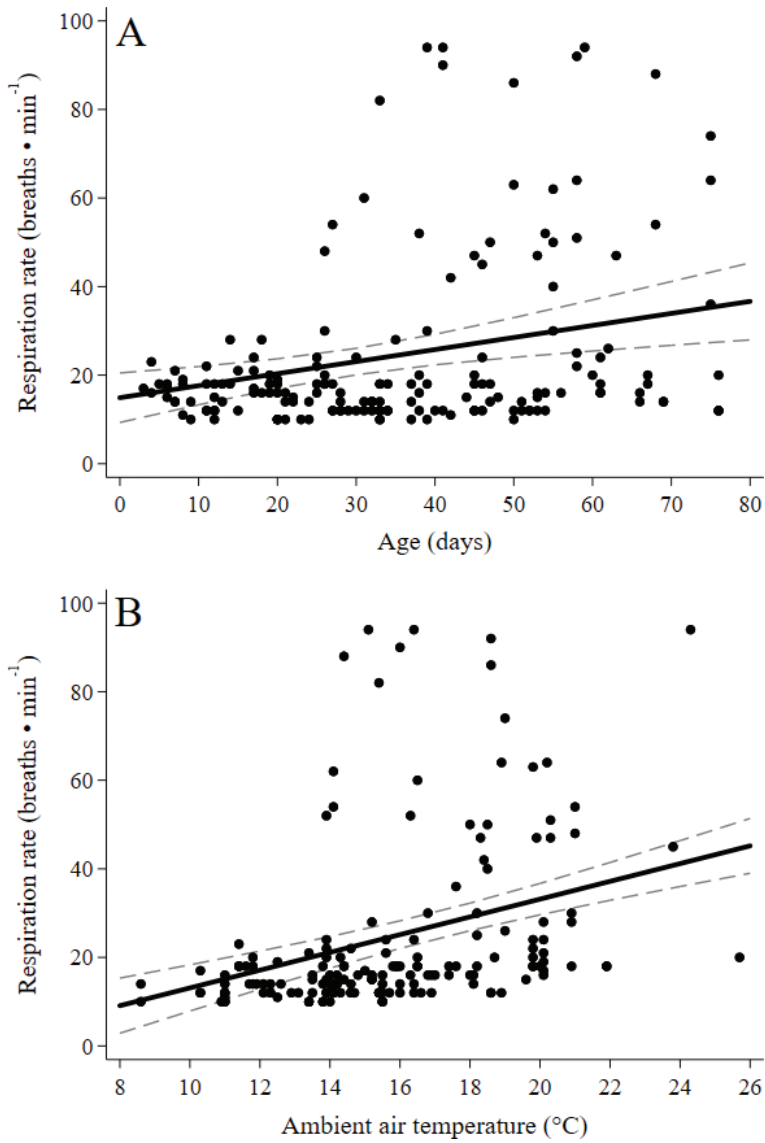 A
100
80
60
40
20
0
Respiration rate (breaths • min⁻¹)
0 10 20 30 40 50 60 70 80
Age (days)
B
100
80
60
40
20
0
Respiration rate (breaths • min⁻¹)
8 10 12 14 16 18 20 22 24 26
Ambient air temperature (°C)